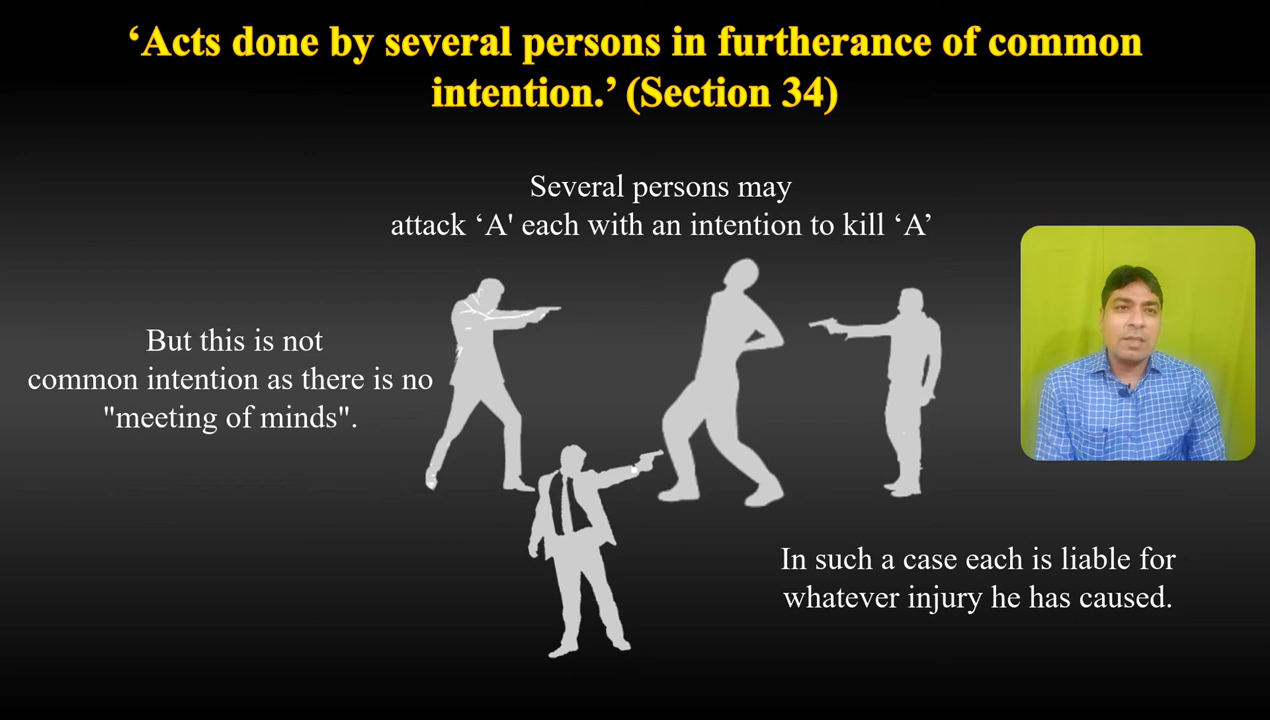 ‘Acts done by several persons in furtherance of common
intention.’ (Section 34)
Several persons may
attack ‘A' each with an intention to kill ‘A’
But this is not
common intention as there is no
"meeting of minds".
In such a case each is liable for
whatever injury he has caused.